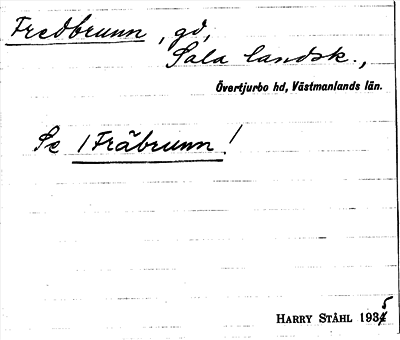 Fredbrunn, gd,
Sala landsk.,
Övertjurbo hd, Västmanlands län.
Se /Fräbrunn!
HARRY STÅHL 1935